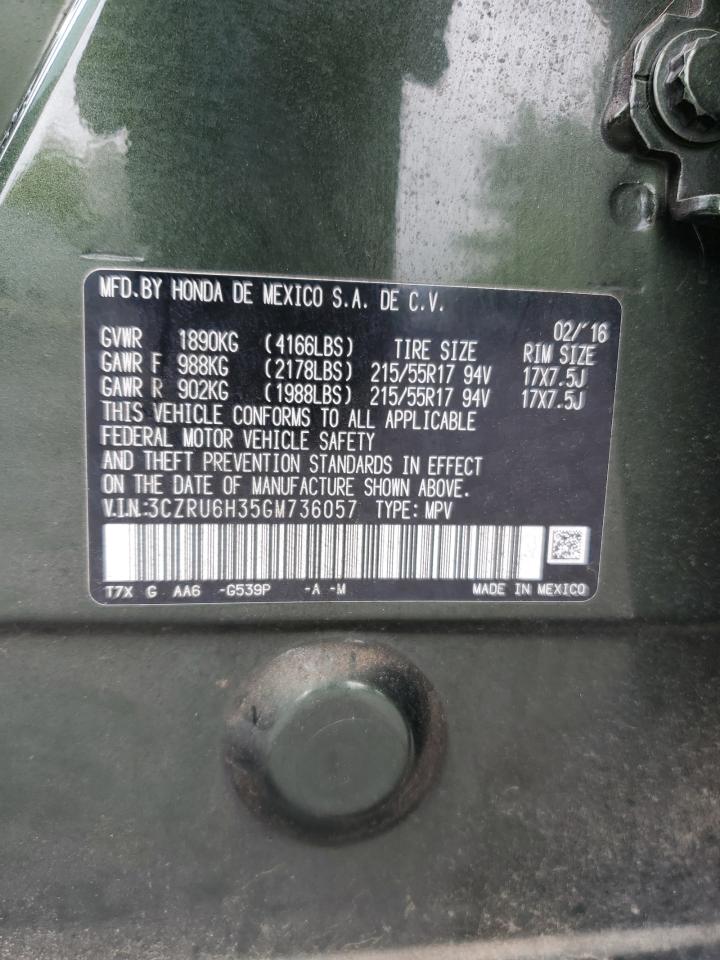 MFD.BY HONDA DE MEXICO S.A. DE C.V.
02/'16
GVWR 1890KG (4166LBS) TIRE SIZE RIM SIZE
GAWR F 988KG (2178LBS) 215/55R17 94V 17X7.5J
GAWR R 902KG (1988LBS) 215/55R17 94V 17X7.5J
THIS VEHICLE CONFORMS TO ALL APPLICABLE
FEDERAL MOTOR VEHICLE SAFETY
AND THEFT PREVENTION STANDARDS IN EFFECT
ON THE DATE OF MANUFACTURE SHOWN ABOVE.
V.I.N:3CZRU6H35GM736057 TYPE: MPV
T7X G AA6 -G539P -A -M MADE IN MEXICO